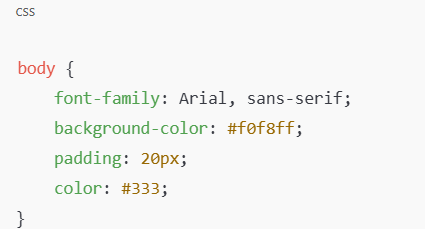 css
body {
    font-family: Arial, sans-serif;
    background-color: #f0f8ff;
    padding: 20px;
    color: #333;
}